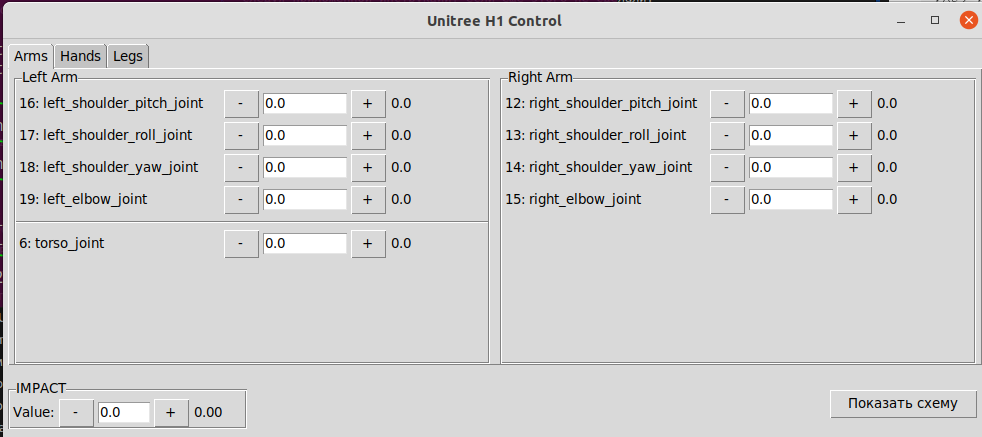 Unitree H1 Control
Arms Hands Legs
Left Arm
16: left_shoulder_pitch_joint - 0.0 + 0.0
17: left_shoulder_roll_joint - 0.0 + 0.0
18: left_shoulder_yaw_joint - 0.0 + 0.0
19: left_elbow_joint - 0.0 + 0.0
6: torso_joint - 0.0 + 0.0
Right Arm
12: right_shoulder_pitch_joint - 0.0 + 0.0
13: right_shoulder_roll_joint - 0.0 + 0.0
14: right_shoulder_yaw_joint - 0.0 + 0.0
15: right_elbow_joint - 0.0 + 0.0
IMPACT
Value: - 0.0 + 0.00
Показать схему